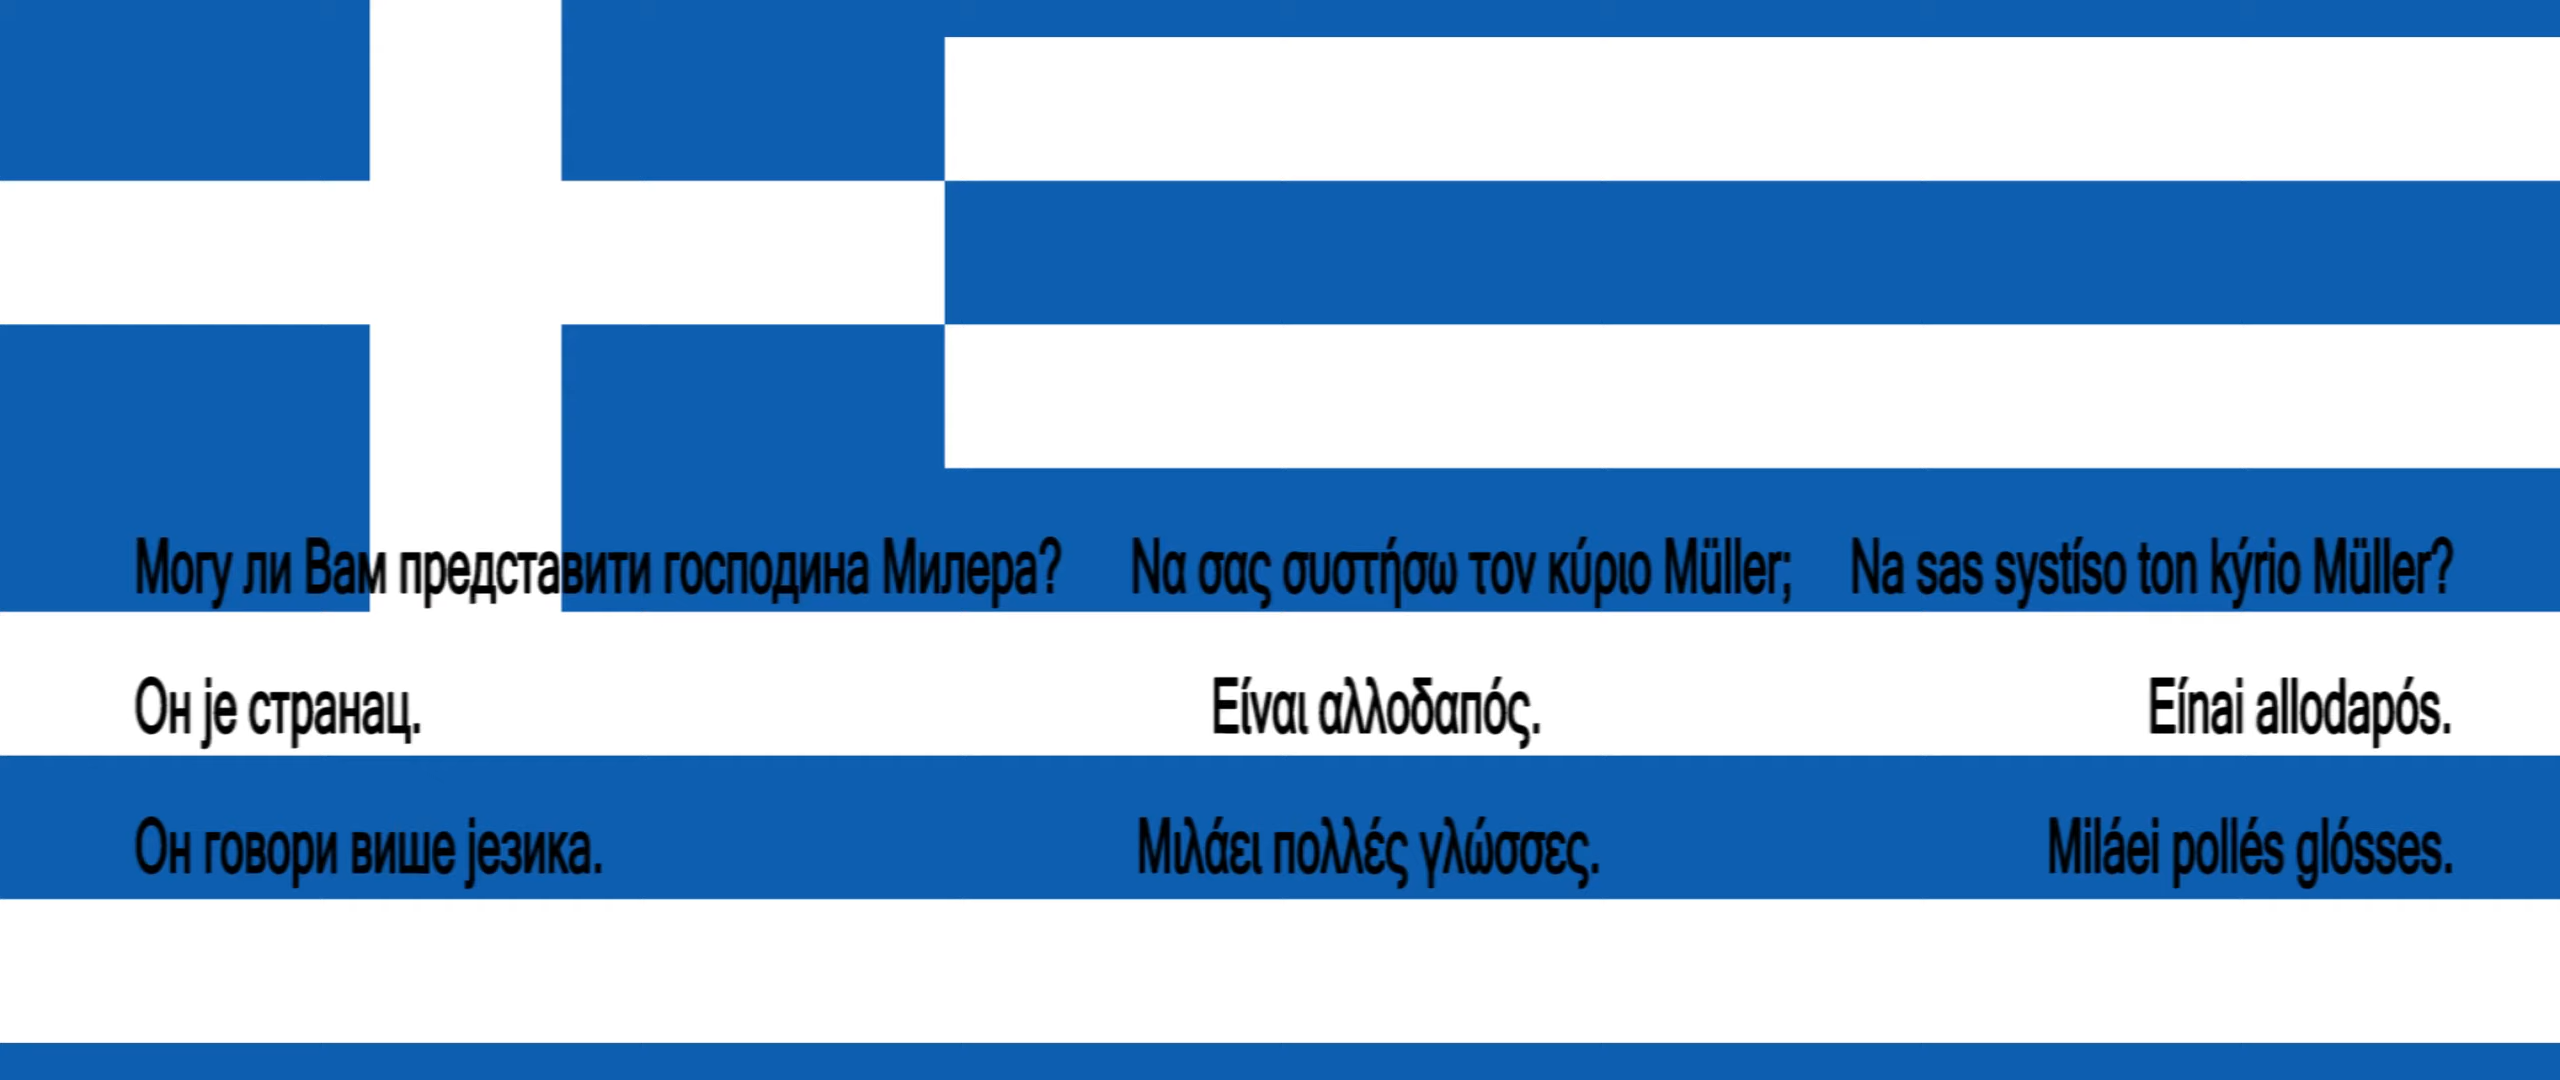 Могу ли Вам представити господина Милера? Να σας συστήσω τον κύριο Müller; Na sas systíso ton kýrio Müller?
Он је странац. Είναι αλλοδαπός. Eínai allodapós.
Он говори више језика. Μιλάει πολλές γλώσσες. Miláei pollés glósses.